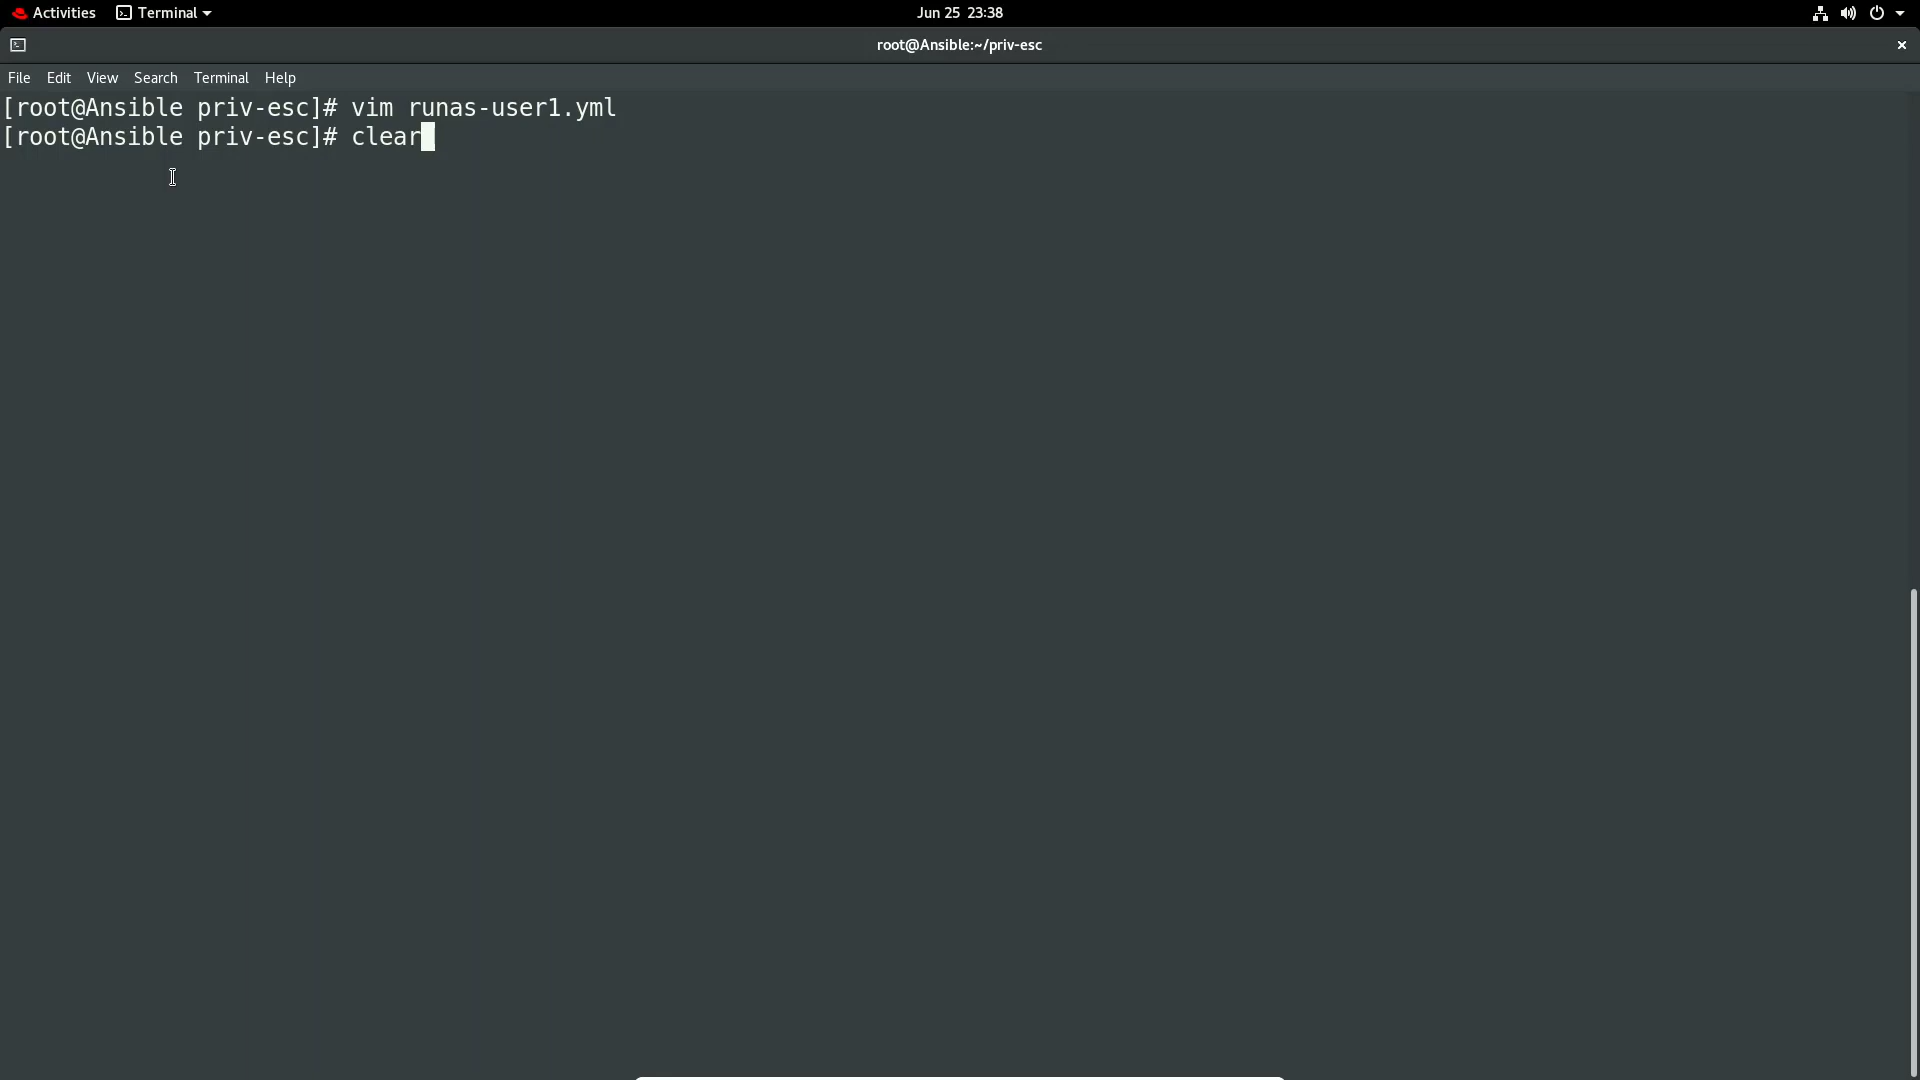 Activities Terminal Jun 25 23:38
root@Ansible:~/priv-esc
File Edit View Search Terminal Help
[root@Ansible priv-esc]# vim runas-user1.yml
[root@Ansible priv-esc]# clear